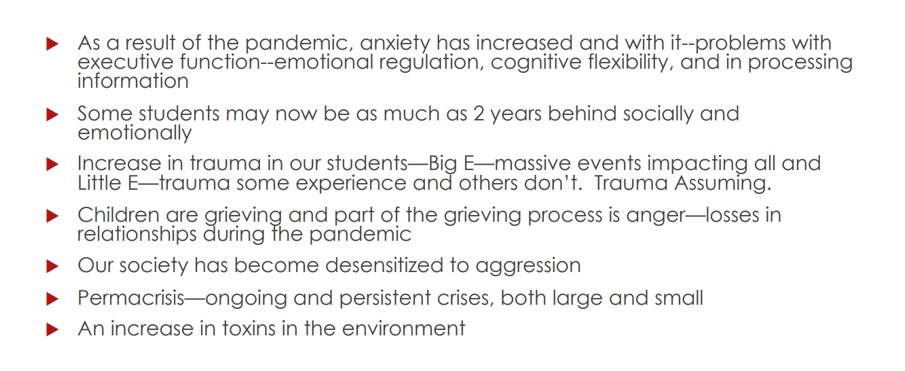 As a result of the pandemic, anxiety has increased and with it--problems with
executive function--emotional regulation, cognitive flexibility, and in processing
information
Some students may now be as much as 2 years behind socially and
emotionally
Increase in trauma in our students—Big E—massive events impacting all and
Little E—trauma some experience and others don’t.  Trauma Assuming.
Children are grieving and part of the grieving process is anger—losses in
relationships during the pandemic
Our society has become desensitized to aggression
Permacrisis—ongoing and persistent crises, both large and small
An increase in toxins in the environment